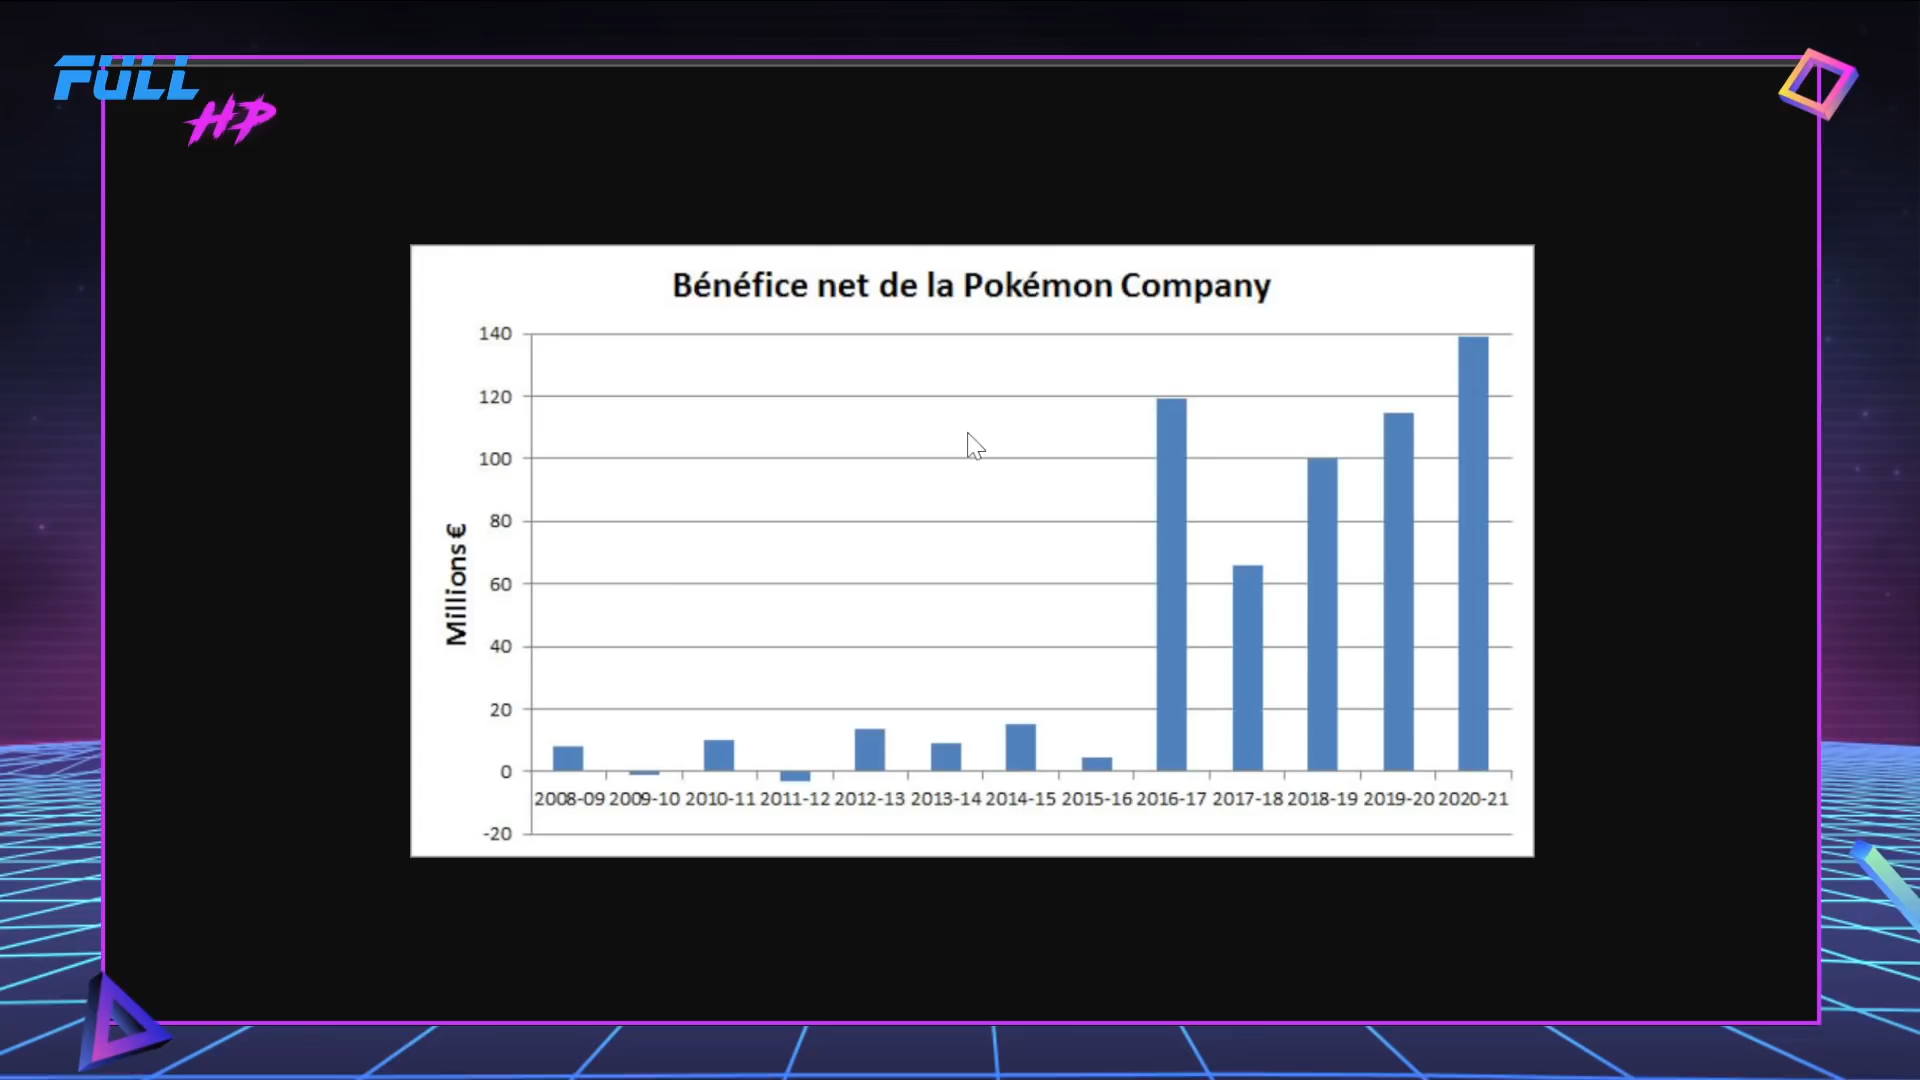 FULL
HP
Bénéfice net de la Pokémon Company
140
120
100
80
60
40
20
0
-20
Millions €
2008-09 2009-10 2010-11 2011-12 2012-13 2013-14 2014-15 2015-16 2016-17 2017-18 2018-19 2019-20 2020-21